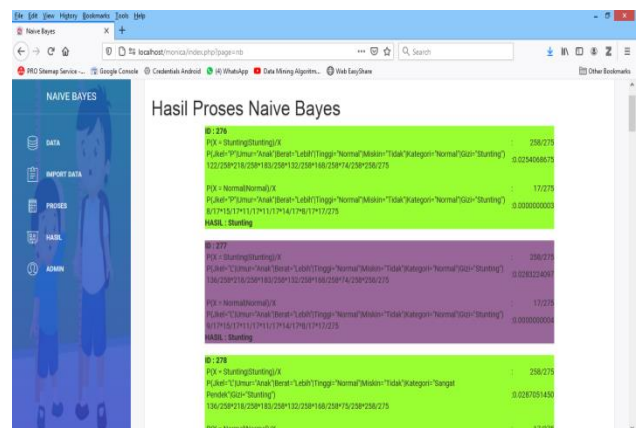 File Edit View History Bookmarks Tools Help
Naive Bayes
localhost/monica/index.php?page=nb
Search
PRO Sitemap Service -... Google Console Credentials Android (4) WhatsApp Data Mining Algoritm... Web EasyShare Other Bookmarks
NAIVE BAYES
DATA
IMPORT DATA
PROSES
HASIL
ADMIN
Hasil Proses Naive Bayes
ID : 276
P(X = Stunting|Stunting)/X : 258/275
P(Jkel="P"|Umur="Anak"|Berat="Lebih"|Tinggi="Normal"|Miskin="Tidak"|Kategori="Normal"|Gizi="Stunting") :0.0254068675
122/258*218/258*183/258*132/258*168/258*74/258*258/275
P(X = Normal|Normal)/X : 17/275
P(Jkel="P"|Umur="Anak"|Berat="Lebih"|Tinggi="Normal"|Miskin="Tidak"|Kategori="Normal"|Gizi="Stunting") :0.0000000003
8/17*15/17*11/17*11/17*14/17*8/17*17/275
HASIL : Stunting
ID : 277
P(X = Stunting|Stunting)/X : 258/275
P(Jkel="L"|Umur="Anak"|Berat="Lebih"|Tinggi="Normal"|Miskin="Tidak"|Kategori="Normal"|Gizi="Stunting") :0.0283224097
136/258*218/258*183/258*132/258*168/258*74/258*258/275
P(X = Normal|Normal)/X : 17/275
P(Jkel="L"|Umur="Anak"|Berat="Lebih"|Tinggi="Normal"|Miskin="Tidak"|Kategori="Normal"|Gizi="Stunting") :0.0000000004
9/17*15/17*11/17*11/17*14/17*8/17*17/275
HASIL : Stunting
ID : 278
P(X = Stunting|Stunting)/X : 258/275
P(Jkel="L"|Umur="Anak"|Berat="Lebih"|Tinggi="Normal"|Miskin="Tidak"|Kategori="Sangat
Pendek"|Gizi="Stunting") :0.0287051450
136/258*218/258*183/258*132/258*168/258*75/258*258/275